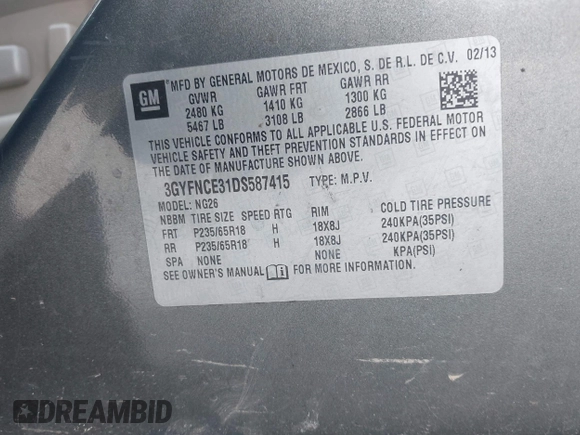 GM
MFD BY GENERAL MOTORS DE MEXICO, S. DE R.L. DE C.V. 02/13
GVWR GAWR FRT GAWR RR
2480 KG 1410 KG 1300 KG
5467 LB 3108 LB 2866 LB
THIS VEHICLE CONFORMS TO ALL APPLICABLE U.S. FEDERAL MOTOR
VEHICLE SAFETY AND THEFT PREVENTION STANDARDS IN EFFECT ON
THE DATE OF MANUFACTURE SHOWN ABOVE.
3GYFNCE31DS587415 TYPE: M.P.V.
MODEL: NG26
NBBM TIRE SIZE SPEED RTG RIM COLD TIRE PRESSURE
FRT P235/65R18 H 18X8J 240KPA(35PSI)
RR P235/65R18 H 18X8J 240KPA(35PSI)
SPA NONE NONE KPA(PSI)
SEE OWNER'S MANUAL FOR MORE INFORMATION.
DREAMBID